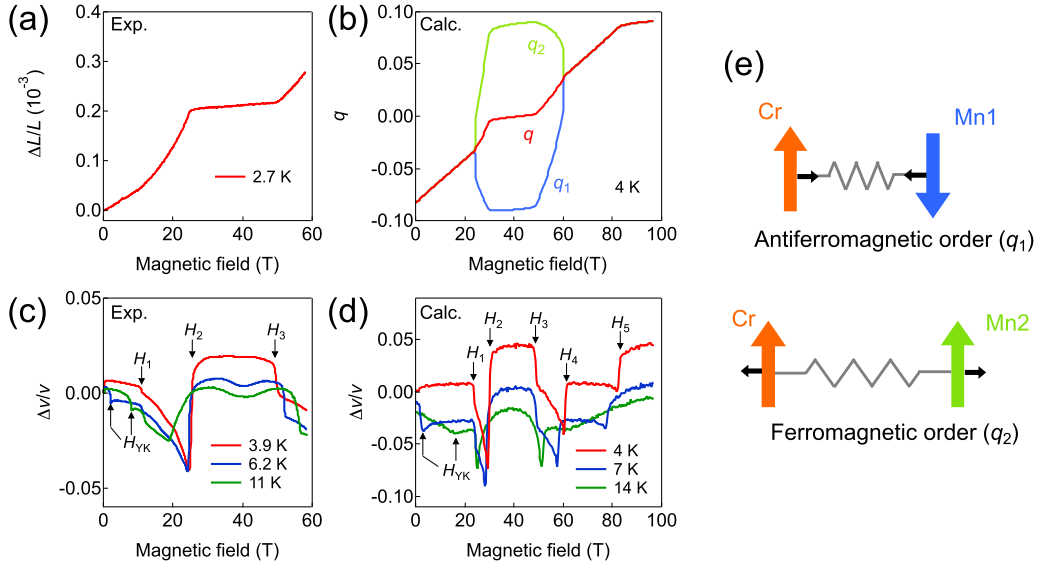 (a)
Exp.
0.4
0.3
0.2
0.1
0.0
ΔL/L (10⁻³)
2.7 K
0
20
40
60
Magnetic field (T)
(b)
Calc.
0.10
0.05
0.00
-0.05
-0.10
q
q₂
q
q₁
4 K
0
20
40
60
80
100
Magnetic field(T)
(c)
Exp.
0.05
0.00
-0.05
Δv/v
H₁
H₂
H₃
H_YK
3.9 K
6.2 K
11 K
0
20
40
60
Magnetic field (T)
(d)
Calc.
0.05
0.00
-0.05
-0.10
Δv/v
H₁
H₂
H₃
H₄
H₅
H_YK
4 K
7 K
14 K
0
20
40
60
80
100
Magnetic field (T)
(e)
Cr
Mn1
Antiferromagnetic order (q₁)
Cr
Mn2
Ferromagnetic order (q₂)